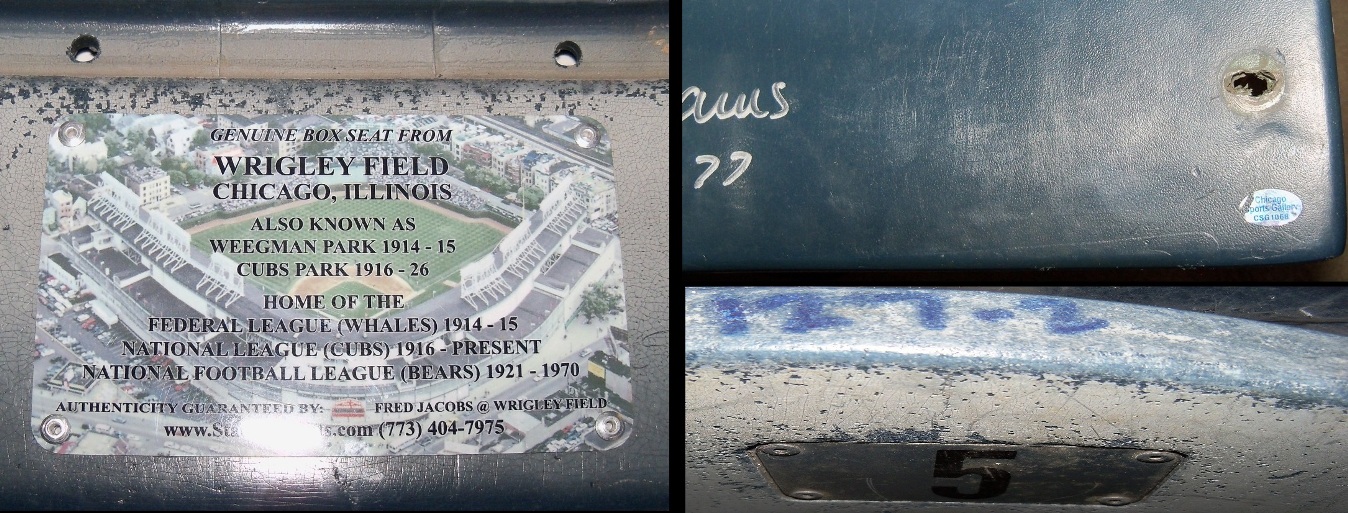 GENUINE BOX SEAT FROM
WRIGLEY FIELD
CHICAGO, ILLINOIS
ALSO KNOWN AS
WEEGMAN PARK 1914 - 15
CUBS PARK 1916 - 26
HOME OF THE
FEDERAL LEAGUE (WHALES) 1914 - 15
NATIONAL LEAGUE (CUBS) 1916 - PRESENT
NATIONAL FOOTBALL LEAGUE (BEARS) 1921 - 1970
AUTHENTICITY GUARANTEED BY: FRED JACOBS @ WRIGLEY FIELD
(773) 404-7975
77
Chicago
Sports Gallery
CSG1068
5